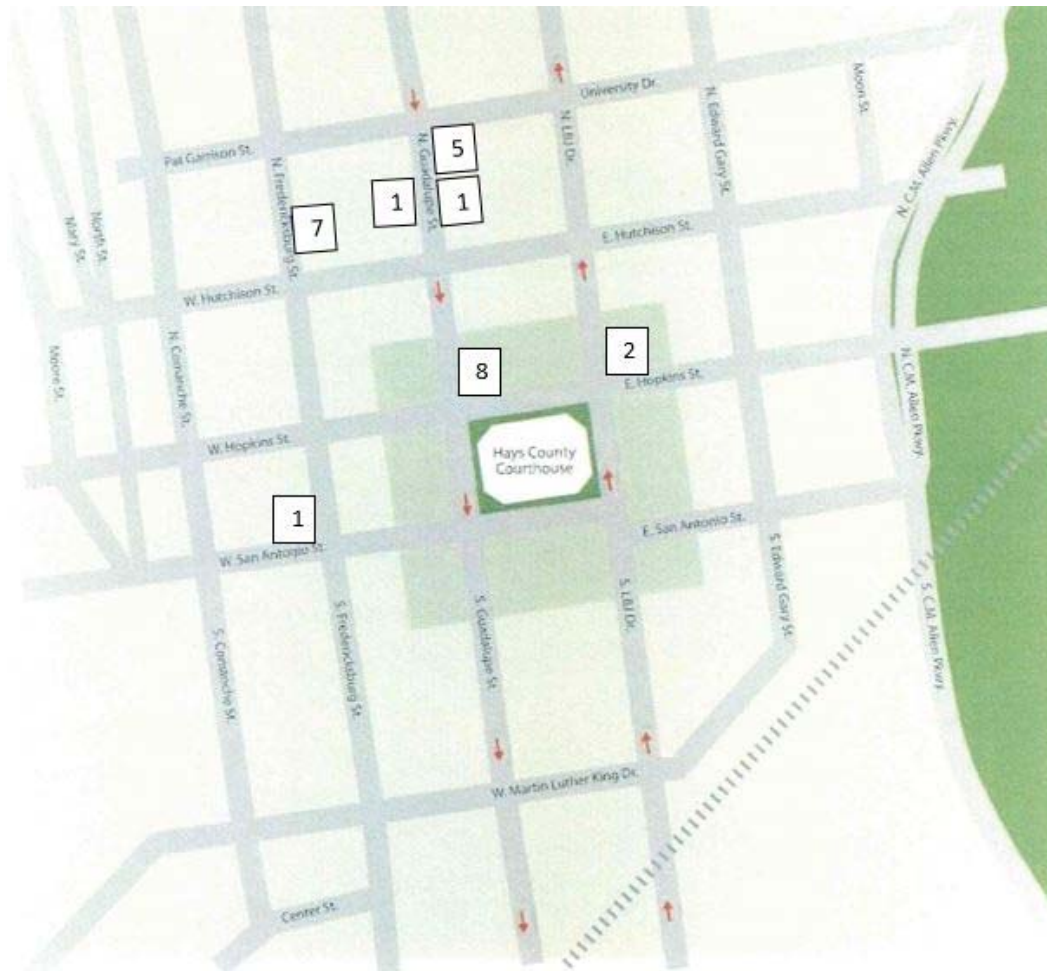 University Dr.
Moon St.
N. Edward Gary St.
N. LBJ Dr.
N. Guadalupe St.
5
Pat Garrison St.
N. C.M. Allen Pkwy.
N. Fredericksburg St.
1
1
7
North St.
Mary St.
E. Hutchison St.
W. Hutchison St.
N. Comanche St.
Moore St.
2
8
E. Hopkins St.
N. C.M. Allen Pkwy.
W. Hopkins St.
Hays County
Courthouse
1
E. San Antonio St.
W. San Antonio St.
S. Edward Gary St.
S. LBJ Dr.
S. Guadalupe St.
S. C.M. Allen Pkwy.
S. Fredericksburg St.
S. Comanche St.
W. Martin Luther King Dr.
Center St.